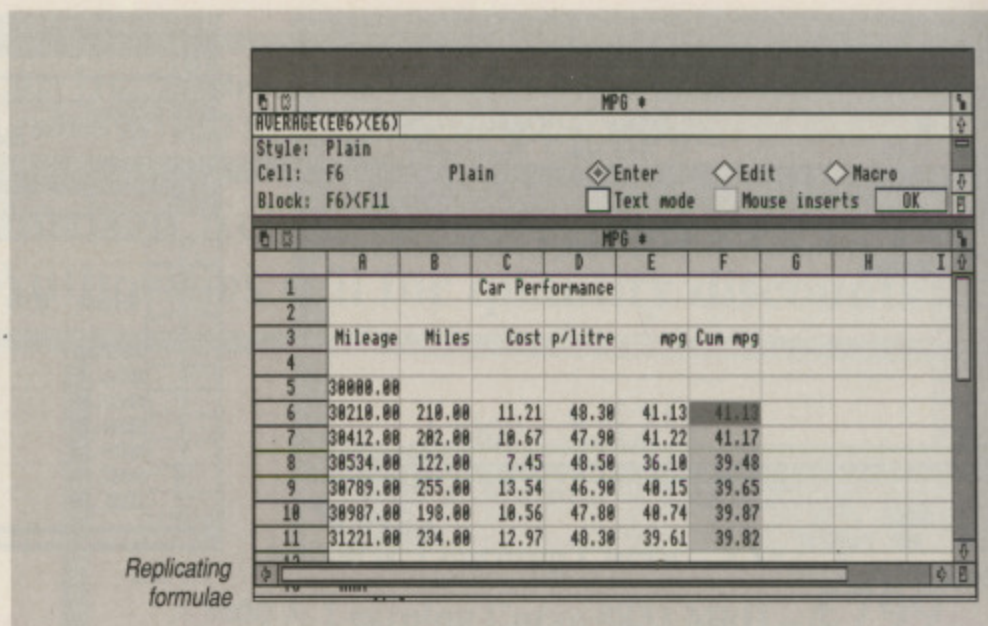 MPG *
AVERAGE(E@6><E6)
Style: Plain
Cell: F6 Plain Enter Edit Macro
Block: F6><F11 Text mode Mouse inserts OK
MPG *
A B C D E F G H I
1 Car Performance
2
3 Mileage Miles Cost p/litre mpg Cum mpg
4
5 30000.00
6 30210.00 210.00 11.21 48.30 41.13 41.13
7 30412.00 202.00 10.67 47.90 41.22 41.17
8 30534.00 122.00 7.45 48.50 36.10 39.48
9 30789.00 255.00 13.54 46.90 40.15 39.65
10 30987.00 198.00 10.56 47.80 40.74 39.87
11 31221.00 234.00 12.97 48.30 39.61 39.82
Replicating
formulae